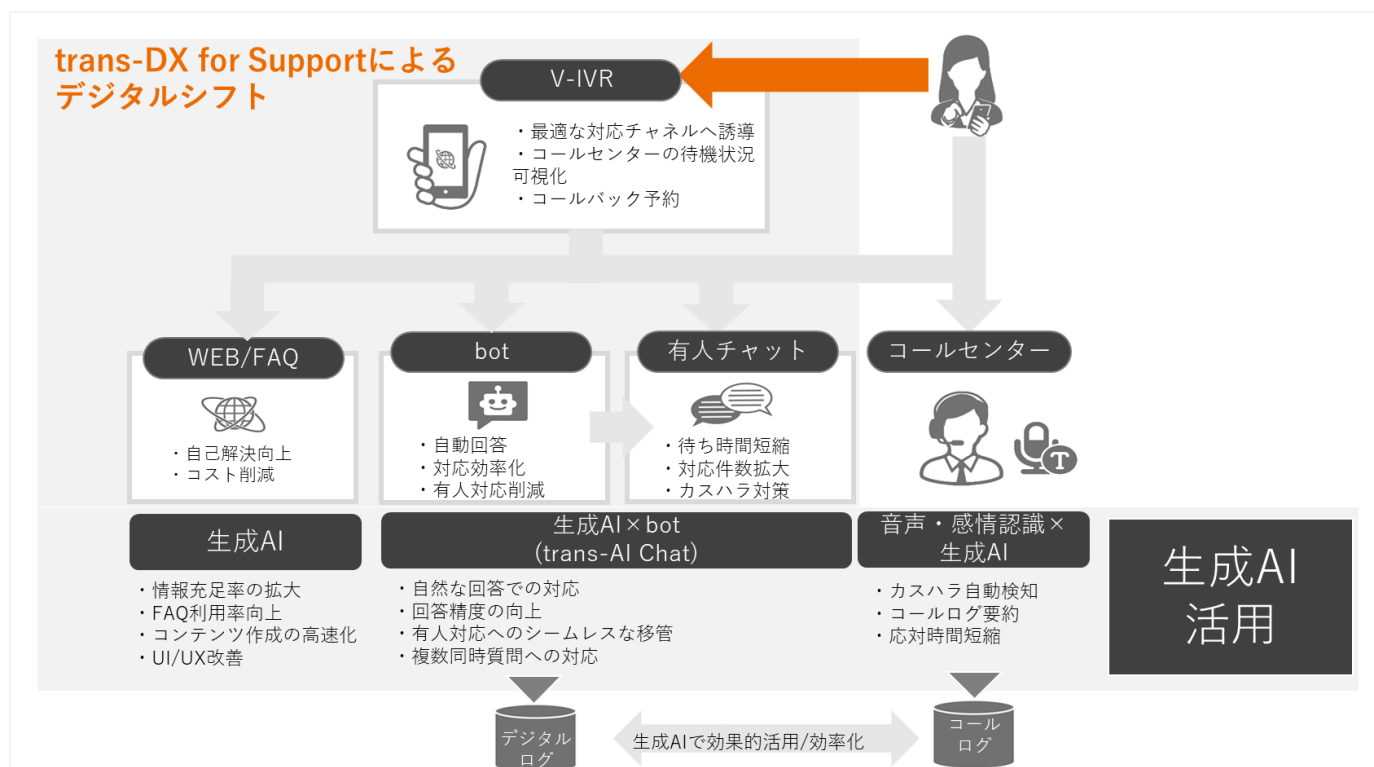 trans-DX for Supportによる
デジタルシフト
V-IVR
・最適な対応チャネルへ誘導
・コールセンターの待機状況
可視化
・コールバック予約
WEB/FAQ
・自己解決向上
・コスト削減
bot
・自動回答
・対応効率化
・有人対応削減
有人チャット
・待ち時間短縮
・対応件数拡大
・カスハラ対策
コールセンター
T
生成AI
・情報充足率の拡大
・FAQ利用率向上
・コンテンツ作成の高速化
・UI/UX改善
生成AI×bot
(trans-AI Chat)
・自然な回答での対応
・回答精度の向上
・有人対応へのシームレスな移管
・複数同時質問への対応
音声・感情認識×
生成AI
・カスハラ自動検知
・コールログ要約
・応対時間短縮
生成AI
活用
デジタル
ログ
生成AIで効果的活用/効率化
コール
ログ